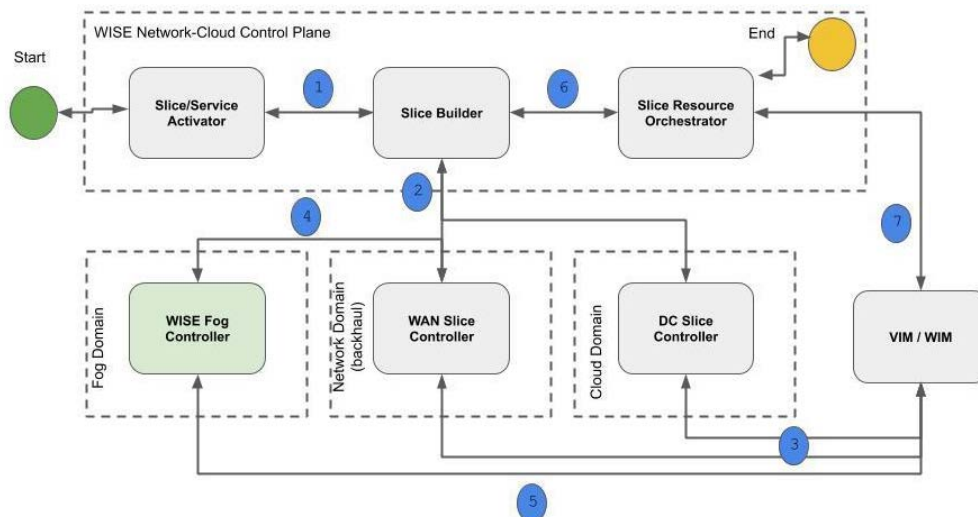 WISE Network-Cloud Control Plane
Start
End
Slice/Service
Activator
1
Slice Builder
6
Slice Resource
Orchestrator
2
4
7
Fog Domain
WISE Fog
Controller
Network Domain
(backhaul)
WAN Slice
Controller
Cloud Domain
DC Slice
Controller
VIM / WIM
3
5